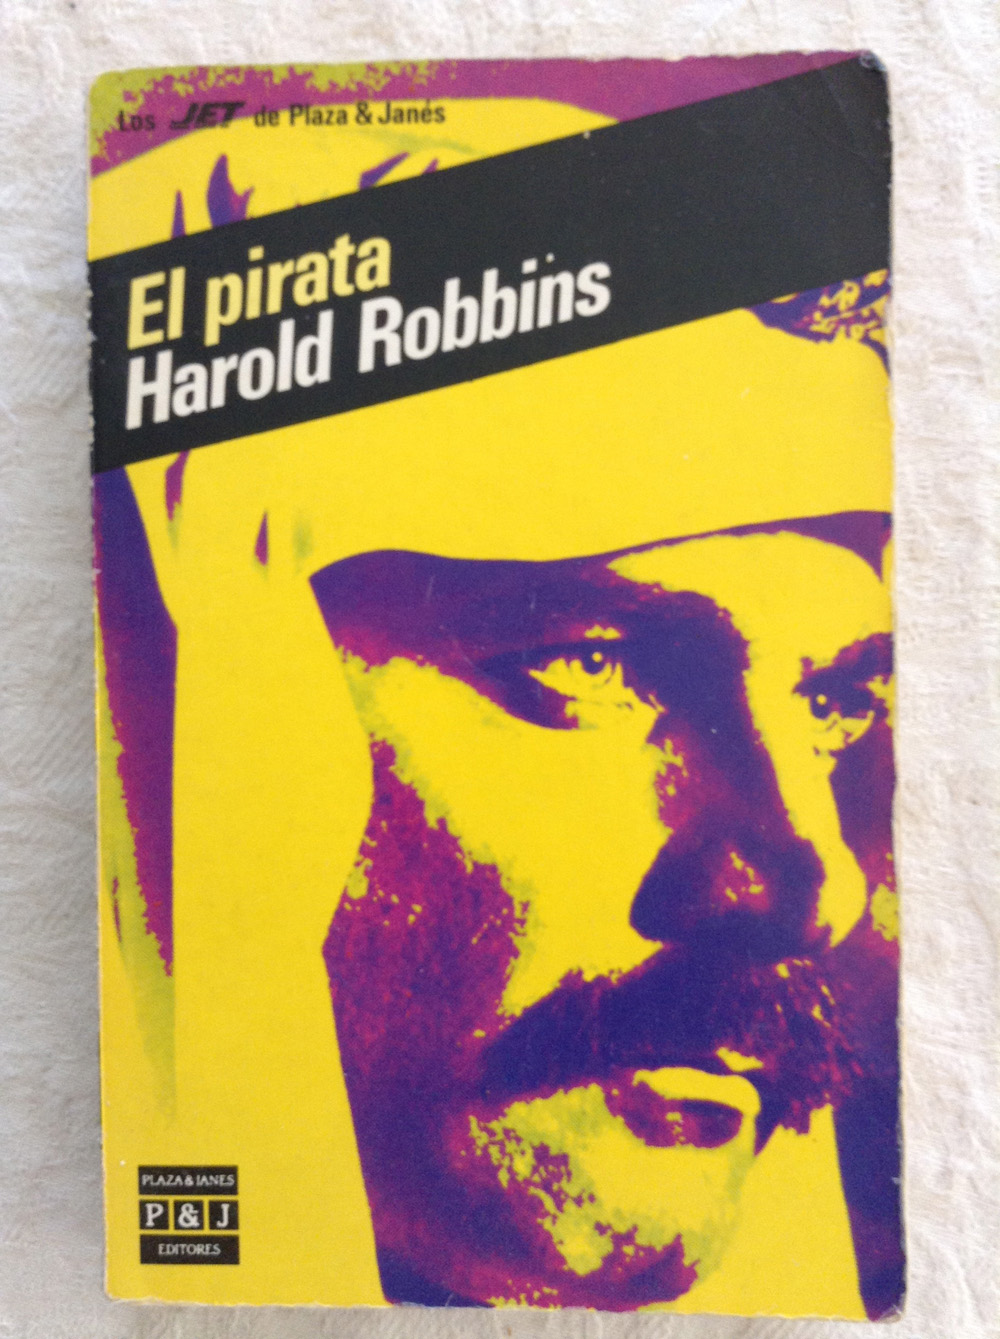 Los JET de Plaza & Janés
El pirata
Harold Robbins
PLAZA & JANES
P & J
EDITORES